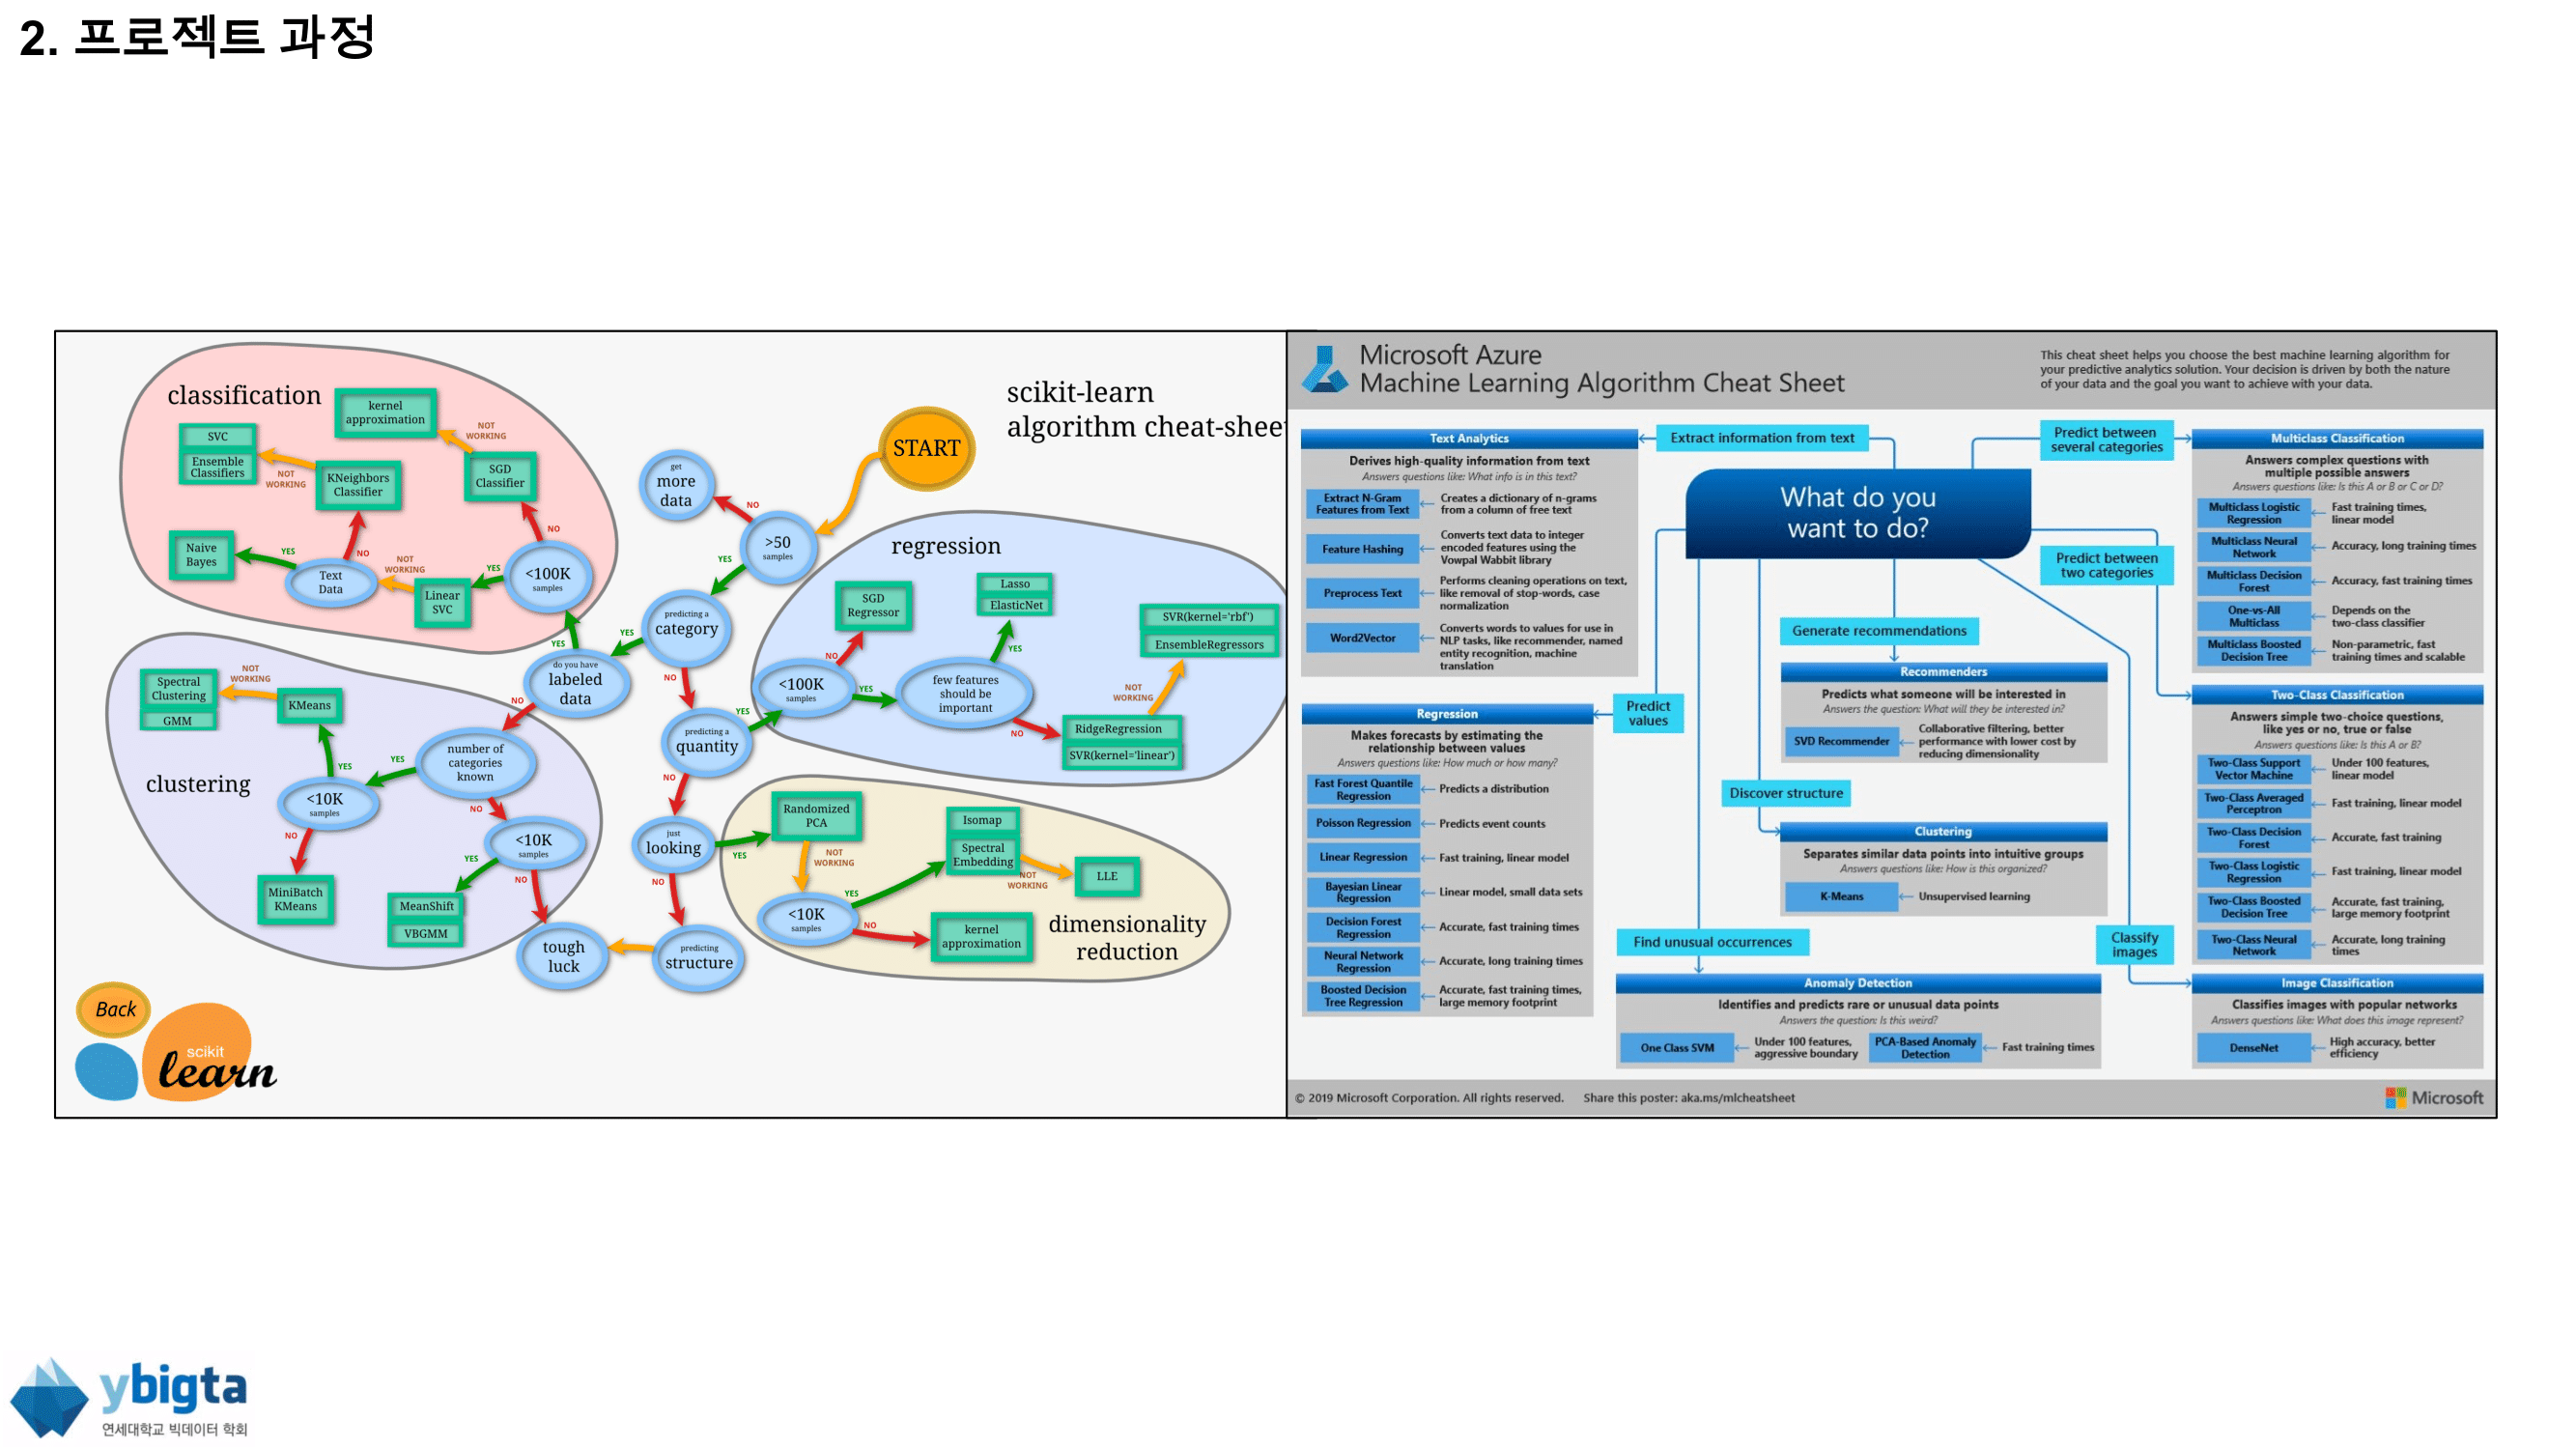 2. 프로젝트 과정
scikit-learn
algorithm cheat-sheet
START
classification
kernel
approximation
NOT
WORKING
SVC
Ensemble
Classifiers
NOT
WORKING
KNeighbors
Classifier
SGD
Classifier
NO
Naive
Bayes
YES
Text
Data
NO
NOT
WORKING
Linear
SVC
YES
<100K
samples
get
more
data
NO
>50
samples
YES
predicting a
category
YES
YES
do you have
labeled
data
NO
NO
predicting a
quantity
YES
NO
just
looking
YES
NO
predicting
structure
tough
luck
regression
SGD
Regressor
NO
Lasso
ElasticNet
YES
<100K
samples
YES
few features
should be
important
NO
SVR(kernel='rbf')
EnsembleRegressors
NOT
WORKING
RidgeRegression
SVR(kernel='linear')
clustering
Spectral
Clustering
GMM
NOT
WORKING
KMeans
YES
number of
categories
known
YES
NO
<10K
samples
NO
MiniBatch
KMeans
<10K
samples
YES
NO
MeanShift
VBGMM
dimensionality
reduction
Randomized
PCA
NOT
WORKING
<10K
samples
YES
NO
Isomap
Spectral
Embedding
NOT
WORKING
LLE
kernel
approximation
Back
scikit
learn
Microsoft Azure
Machine Learning Algorithm Cheat Sheet
This cheat sheet helps you choose the best machine learning algorithm for
your predictive analytics solution. Your decision is driven by both the nature
of your data and the goal you want to achieve with your data.
What do you
want to do?
Extract information from text
Text Analytics
Derives high-quality information from text
Answers questions like: What info is in this text?
Extract N-Gram
Features from Text
Creates a dictionary of n-grams
from a column of free text
Feature Hashing
Converts text data to integer
encoded features using the
Vowpal Wabbit library
Preprocess Text
Performs cleaning operations on text,
like removal of stop-words, case
normalization
Word2Vector
Converts words to values for use in
NLP tasks, like recommender, named
entity recognition, machine
translation
Predict
values
Regression
Makes forecasts by estimating the
relationship between values
Answers questions like: How much or how many?
Fast Forest Quantile
Regression
Predicts a distribution
Poisson Regression
Predicts event counts
Linear Regression
Fast training, linear model
Bayesian Linear
Regression
Linear model, small data sets
Decision Forest
Regression
Accurate, fast training times
Neural Network
Regression
Accurate, long training times
Boosted Decision
Tree Regression
Accurate, fast training times,
large memory footprint
Generate recommendations
Recommenders
Predicts what someone will be interested in
Answers the question: What will they be interested in?
SVD Recommender
Collaborative filtering, better
performance with lower cost by
reducing dimensionality
Discover structure
Clustering
Separates similar data points into intuitive groups
Answers questions like: How is this organized?
K-Means
Unsupervised learning
Find unusual occurrences
Anomaly Detection
Identifies and predicts rare or unusual data points
Answers the question: Is this weird?
One Class SVM
Under 100 features,
aggressive boundary
PCA-Based Anomaly
Detection
Fast training times
Predict between
several categories
Multiclass Classification
Answers complex questions with
multiple possible answers
Answers questions like: Is this A or B or C or D?
Multiclass Logistic
Regression
Fast training times,
linear model
Multiclass Neural
Network
Accuracy, long training times
Multiclass Decision
Forest
Accuracy, fast training times
One-vs-All
Multiclass
Depends on the
two-class classifier
Multiclass Boosted
Decision Tree
Non-parametric, fast
training times and scalable
Predict between
two categories
Two-Class Classification
Answers simple two-choice questions,
like yes or no, true or false
Answers questions like: Is this A or B?
Two-Class Support
Vector Machine
Under 100 features,
linear model
Two-Class Averaged
Perceptron
Fast training, linear model
Two-Class Decision
Forest
Accurate, fast training
Two-Class Logistic
Regression
Fast training, linear model
Two-Class Boosted
Decision Tree
Accurate, fast training,
large memory footprint
Two-Class Neural
Network
Accurate, long training
times
Classify
images
Image Classification
Classifies images with popular networks
Answers questions like: What does this image represent?
DenseNet
High accuracy, better
efficiency
© 2019 Microsoft Corporation. All rights reserved.
Share this poster: aka.ms/mlcheatsheet
Microsoft
ybigta
연세대학교 빅데이터 학회